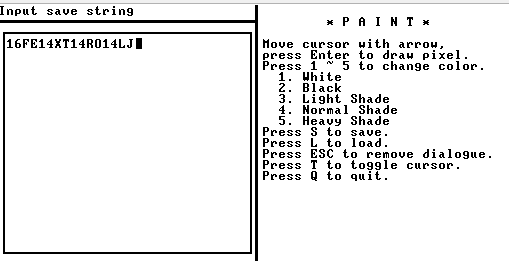 Input save string
16FE14XT14RO14LJ
* P A I N T *
Move cursor with arrow,
press Enter to draw pixel.
Press 1 ~ 5 to change color.
1. White
2. Black
3. Light Shade
4. Normal Shade
5. Heavy Shade
Press S to save.
Press L to load.
Press ESC to remove dialogue.
Press T to toggle cursor.
Press Q to quit.